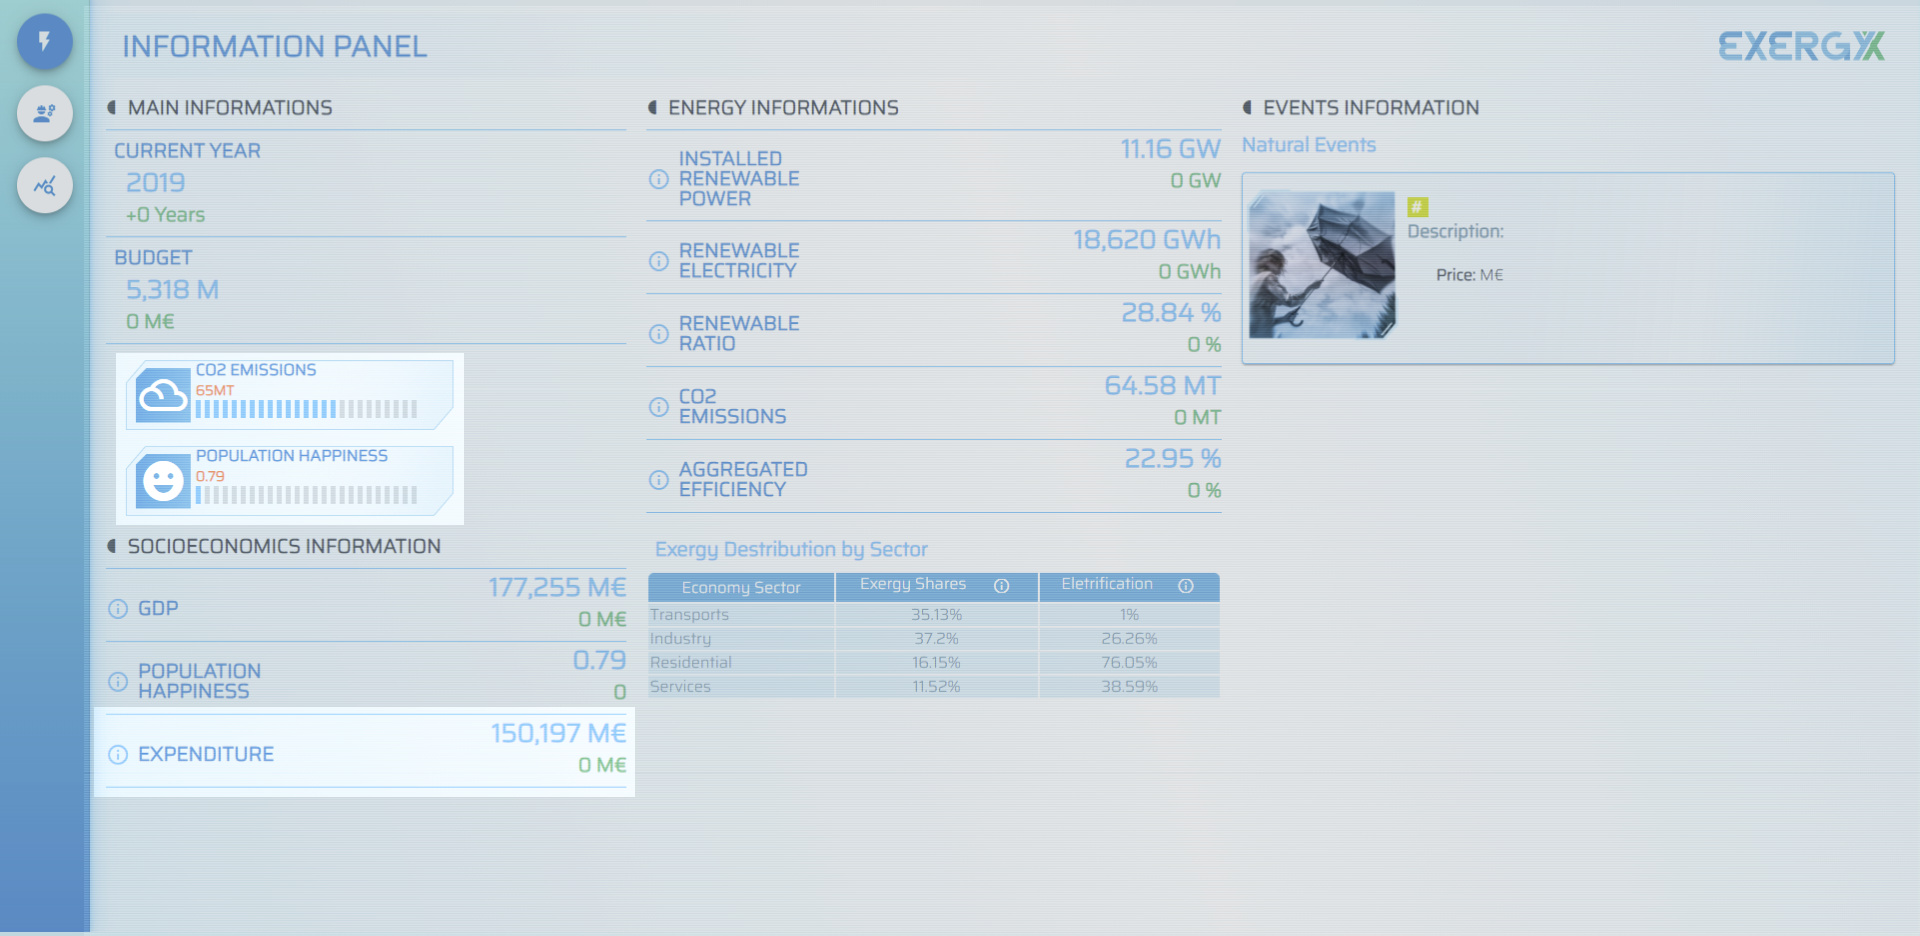 INFORMATION PANEL
EXERGY
MAIN INFORMATIONS
CURRENT YEAR
2019
+0 Years
BUDGET
5,318 M
0 M€
CO2 EMISSIONS
65MT
POPULATION HAPPINESS
0.79
SOCIOECONOMICS INFORMATION
GDP
177,255 M€
0 M€
POPULATION
HAPPINESS
0.79
0
EXPENDITURE
150,197 M€
0 M€
ENERGY INFORMATIONS
INSTALLED
RENEWABLE
POWER
11.16 GW
0 GW
RENEWABLE
ELECTRICITY
18,620 GWh
0 GWh
RENEWABLE
RATIO
28.84 %
0 %
CO2
EMISSIONS
64.58 MT
0 MT
AGGREGATED
EFFICIENCY
22.95 %
0 %
Exergy Destribution by Sector
Economy Sector Exergy Shares Eletrification
Transports 35.13% 1%
Industry 37.2% 26.26%
Residential 16.15% 76.05%
Services 11.52% 38.59%
EVENTS INFORMATION
Natural Events
#
Description:
Price: M€